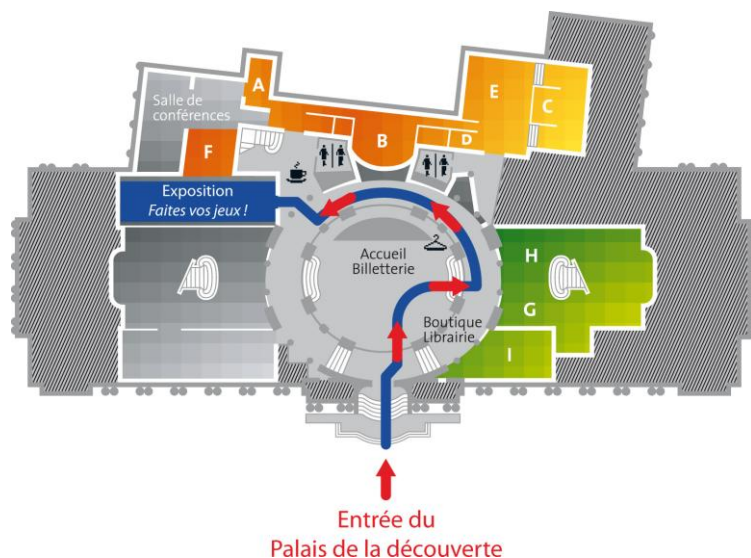 A
E
C
Salle de
conférences
B
D
F
Exposition
Faites vos jeux !
Accueil
Billetterie
H
G
Boutique
Librairie
I
Entrée du
Palais de la découverte